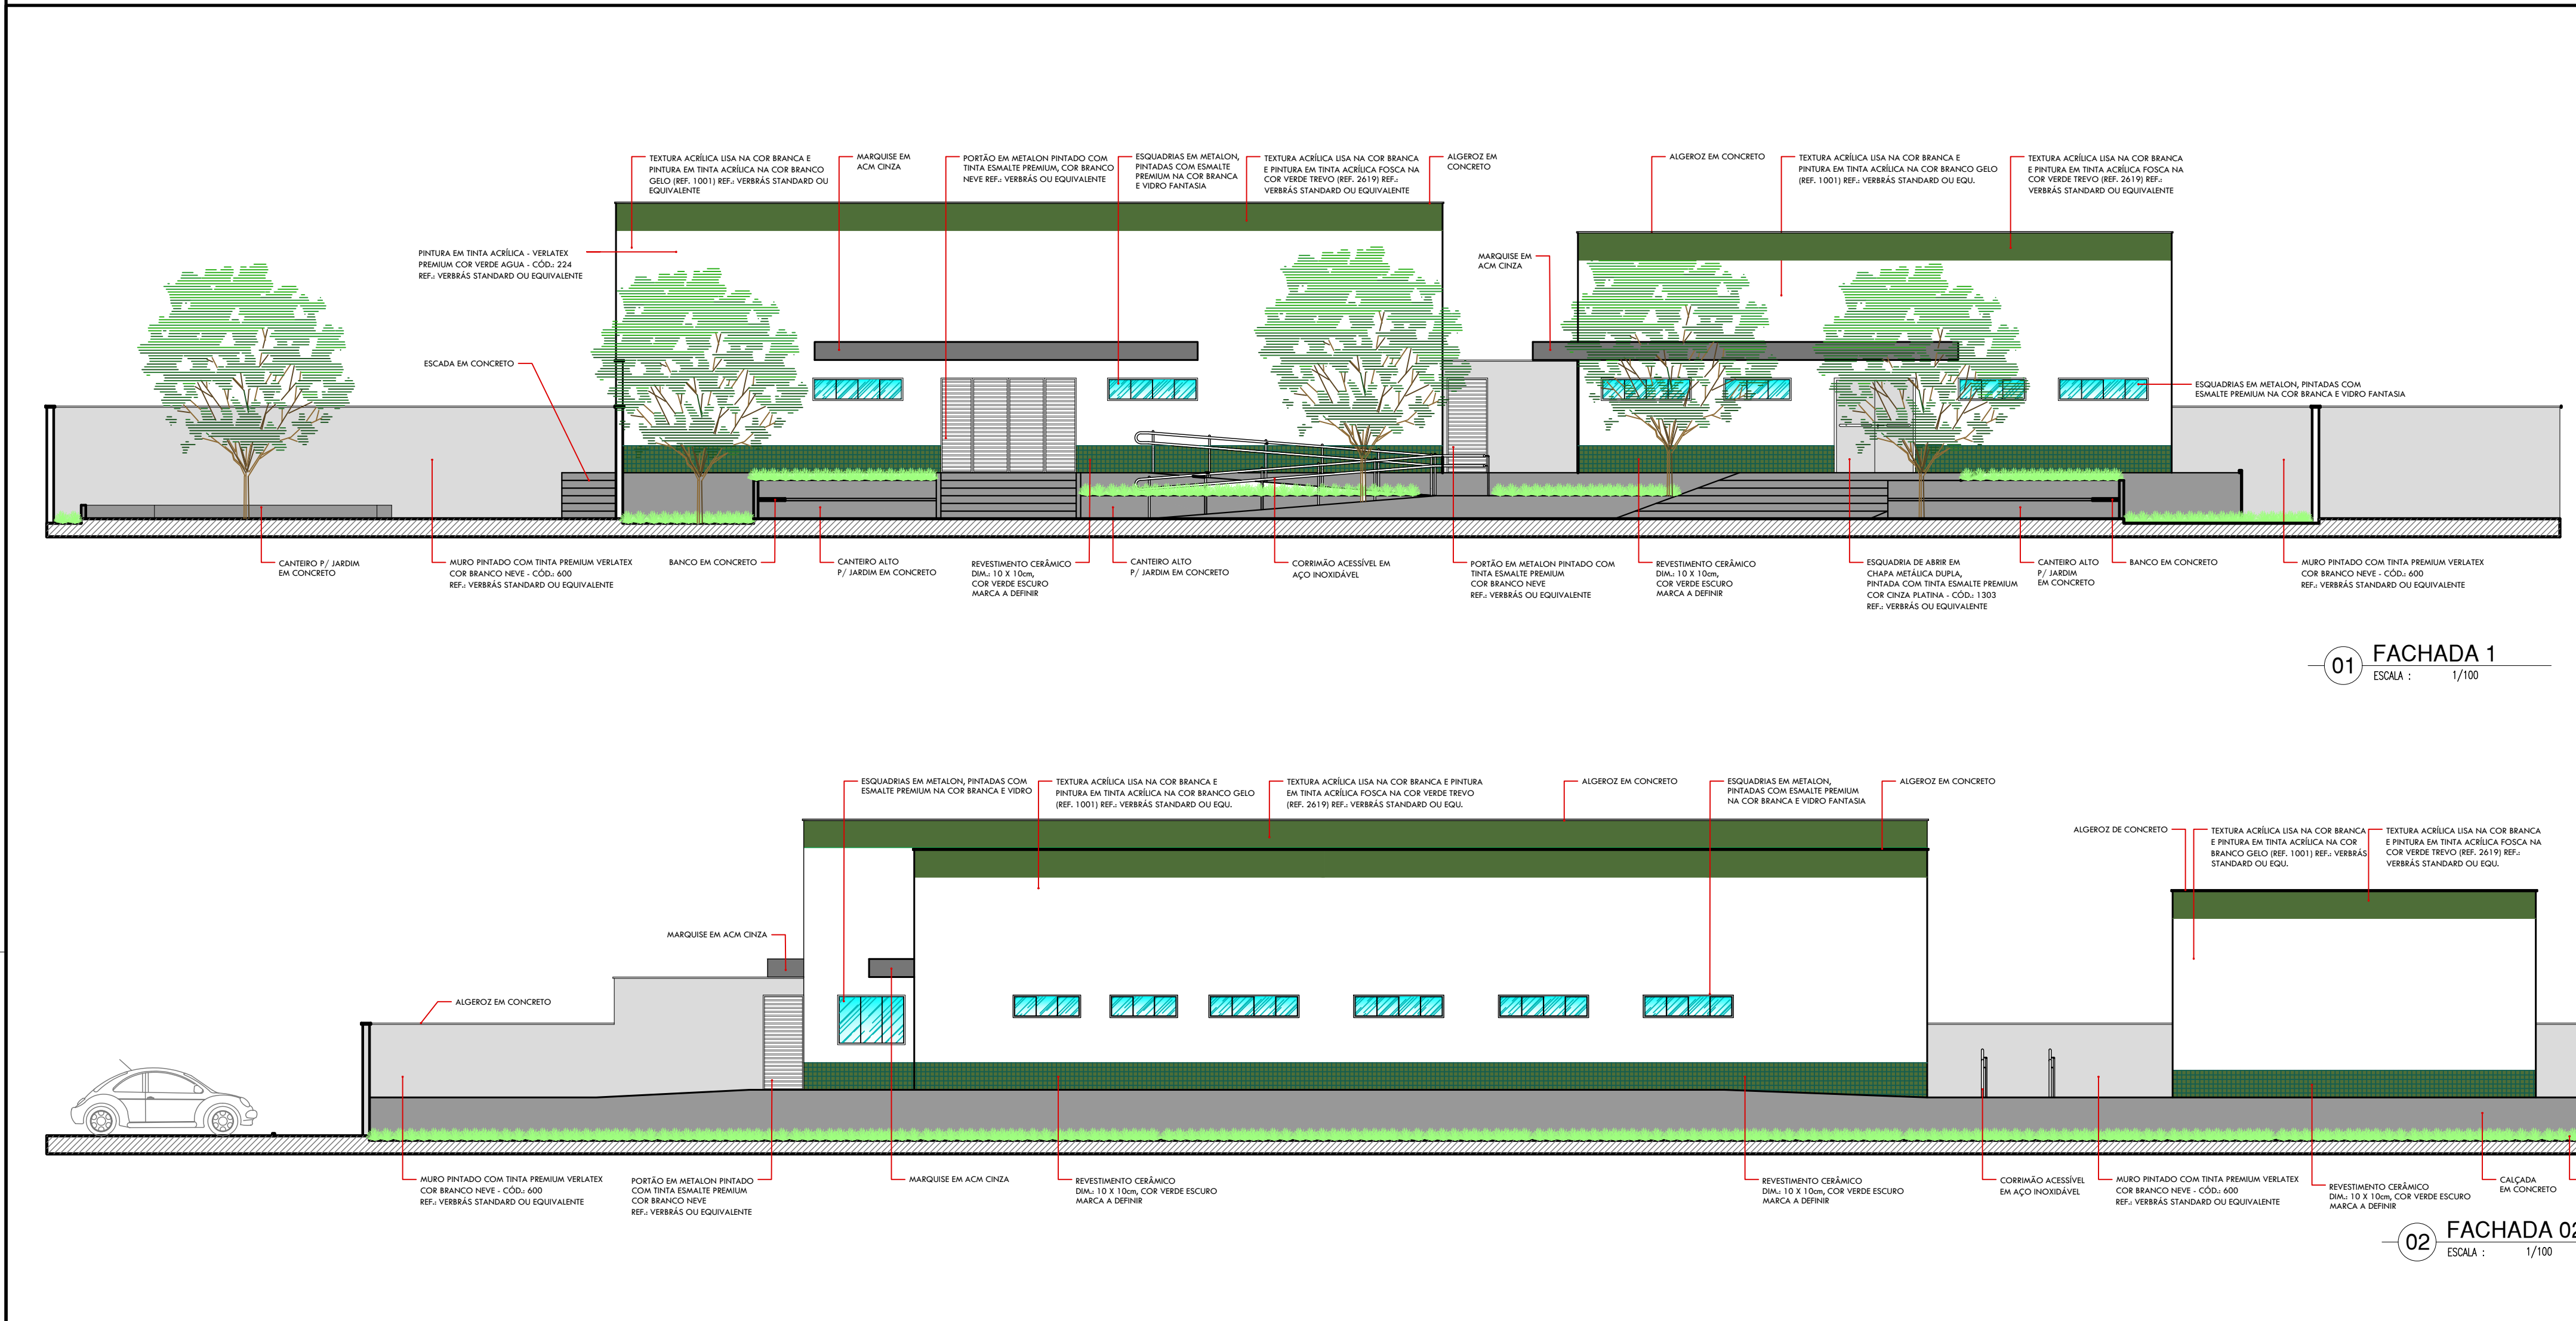 TEXTURA ACRÍLICA LISA NA COR BRANCA E
PINTURA EM TINTA ACRÍLICA NA COR BRANCO
GELO (REF. 1001) REF.: VERBRÁS STANDARD OU
EQUIVALENTE
MARQUISE EM
ACM CINZA
PORTÃO EM METALON PINTADO COM
TINTA ESMALTE PREMIUM, COR BRANCO
NEVE REF.: VERBRÁS OU EQUIVALENTE
ESQUADRIAS EM METALON,
PINTADAS COM ESMALTE
PREMIUM NA COR BRANCA
E VIDRO FANTASIA
TEXTURA ACRÍLICA LISA NA COR BRANCA
E PINTURA EM TINTA ACRÍLICA FOSCA NA
COR VERDE TREVO (REF. 2619) REF.:
VERBRÁS STANDARD OU EQUIVALENTE
ALGEROZ EM
CONCRETO
ALGEROZ EM CONCRETO
TEXTURA ACRÍLICA LISA NA COR BRANCA E
PINTURA EM TINTA ACRÍLICA NA COR BRANCO GELO
(REF. 1001) REF.: VERBRÁS STANDARD OU EQU.
TEXTURA ACRÍLICA LISA NA COR BRANCA
E PINTURA EM TINTA ACRÍLICA FOSCA NA
COR VERDE TREVO (REF. 2619) REF.:
VERBRÁS STANDARD OU EQUIVALENTE
PINTURA EM TINTA ACRÍLICA - VERLATEX
PREMIUM COR VERDE AGUA - CÓD.: 224
REF.: VERBRÁS STANDARD OU EQUIVALENTE
MARQUISE EM
ACM CINZA
ESCADA EM CONCRETO
ESQUADRIAS EM METALON, PINTADAS COM
ESMALTE PREMIUM NA COR BRANCA E VIDRO FANTASIA
CANTEIRO P/ JARDIM
EM CONCRETO
MURO PINTADO COM TINTA PREMIUM VERLATEX
COR BRANCO NEVE - CÓD.: 600
REF.: VERBRÁS STANDARD OU EQUIVALENTE
BANCO EM CONCRETO
CANTEIRO ALTO
P/ JARDIM EM CONCRETO
REVESTIMENTO CERÂMICO
DIM.: 10 X 10cm,
COR VERDE ESCURO
MARCA A DEFINIR
CANTEIRO ALTO
P/ JARDIM EM CONCRETO
CORRIMÃO ACESSÍVEL EM
AÇO INOXIDÁVEL
PORTÃO EM METALON PINTADO COM
TINTA ESMALTE PREMIUM
COR BRANCO NEVE
REF.: VERBRÁS OU EQUIVALENTE
REVESTIMENTO CERÂMICO
DIM.: 10 X 10cm,
COR VERDE ESCURO
MARCA A DEFINIR
ESQUADRIA DE ABRIR EM
CHAPA METÁLICA DUPLA,
PINTADA COM TINTA ESMALTE PREMIUM
COR CINZA PLATINA - CÓD.: 1303
REF.: VERBRÁS OU EQUIVALENTE
CANTEIRO ALTO
P/ JARDIM
EM CONCRETO
BANCO EM CONCRETO
MURO PINTADO COM TINTA PREMIUM VERLATEX
COR BRANCO NEVE - CÓD.: 600
REF.: VERBRÁS STANDARD OU EQUIVALENTE
01 FACHADA 1
ESCALA : 1/100
ESQUADRIAS EM METALON, PINTADAS COM
ESMALTE PREMIUM NA COR BRANCA E VIDRO
TEXTURA ACRÍLICA LISA NA COR BRANCA E
PINTURA EM TINTA ACRÍLICA NA COR BRANCO GELO
(REF. 1001) REF.: VERBRÁS STANDARD OU EQU.
TEXTURA ACRÍLICA LISA NA COR BRANCA E PINTURA
EM TINTA ACRÍLICA FOSCA NA COR VERDE TREVO
(REF. 2619) REF.: VERBRÁS STANDARD OU EQU.
ALGEROZ EM CONCRETO
ESQUADRIAS EM METALON,
PINTADAS COM ESMALTE PREMIUM
NA COR BRANCA E VIDRO FANTASIA
ALGEROZ EM CONCRETO
ALGEROZ DE CONCRETO
TEXTURA ACRÍLICA LISA NA COR BRANCA
E PINTURA EM TINTA ACRÍLICA NA COR
BRANCO GELO (REF. 1001) REF.: VERBRÁS
STANDARD OU EQU.
TEXTURA ACRÍLICA LISA NA COR BRANCA
E PINTURA EM TINTA ACRÍLICA FOSCA NA
COR VERDE TREVO (REF. 2619) REF.:
VERBRÁS STANDARD OU EQU.
MARQUISE EM ACM CINZA
ALGEROZ EM CONCRETO
MURO PINTADO COM TINTA PREMIUM VERLATEX
COR BRANCO NEVE - CÓD.: 600
REF.: VERBRÁS STANDARD OU EQUIVALENTE
PORTÃO EM METALON PINTADO
COM TINTA ESMALTE PREMIUM
COR BRANCO NEVE
REF.: VERBRÁS OU EQUIVALENTE
MARQUISE EM ACM CINZA
REVESTIMENTO CERÂMICO
DIM.: 10 X 10cm, COR VERDE ESCURO
MARCA A DEFINIR
REVESTIMENTO CERÂMICO
DIM.: 10 X 10cm, COR VERDE ESCURO
MARCA A DEFINIR
CORRIMÃO ACESSÍVEL
EM AÇO INOXIDÁVEL
MURO PINTADO COM TINTA PREMIUM VERLATEX
COR BRANCO NEVE - CÓD.: 600
REF.: VERBRÁS STANDARD OU EQUIVALENTE
REVESTIMENTO CERÂMICO
DIM.: 10 X 10cm, COR VERDE ESCURO
MARCA A DEFINIR
CALÇADA
EM CONCRETO
02 FACHADA 02
ESCALA : 1/100